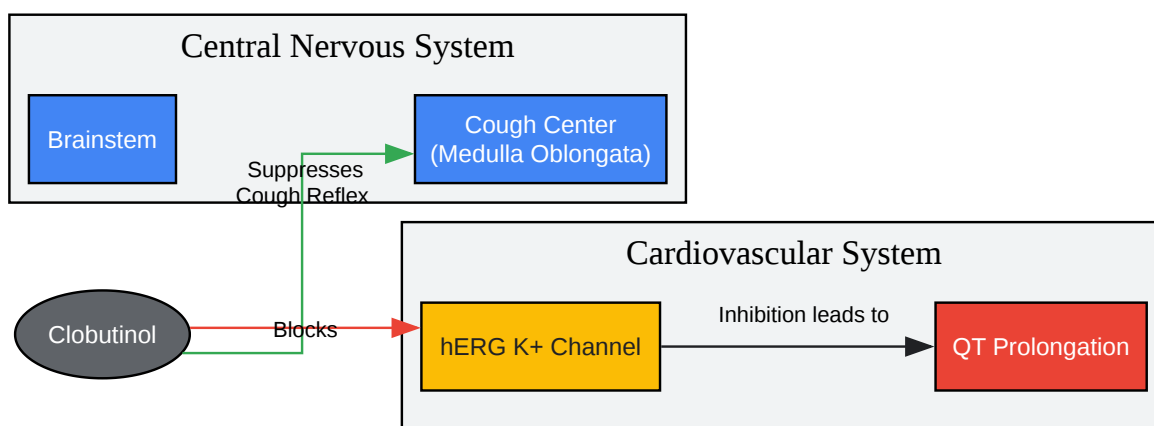 Central Nervous System
Brainstem
Cough Center
(Medulla Oblongata)
Suppresses
Cough Reflex
Cardiovascular System
Clobutinol
Blocks
hERG K+ Channel
Inhibition leads to
QT Prolongation